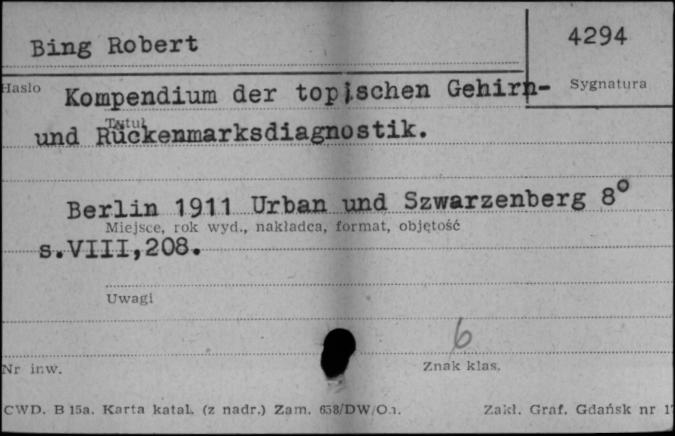 Bing Robert
4294
Hasło
Sygnatura
Kompendium der topischen Gehirn-
Tytuł
und Rückenmarksdiagnostik.
Berlin 1911 Urban und Szwarzenberg 8°
Miejsce, rok wyd., nakładca, format, objętość
s.VIII,208.
Uwagi
6
Nr inw.
Znak klas.
CWD. B 15a. Karta katal. (z nadr.) Zam. 658/DW/O.1. Zakł. Graf. Gdańsk nr